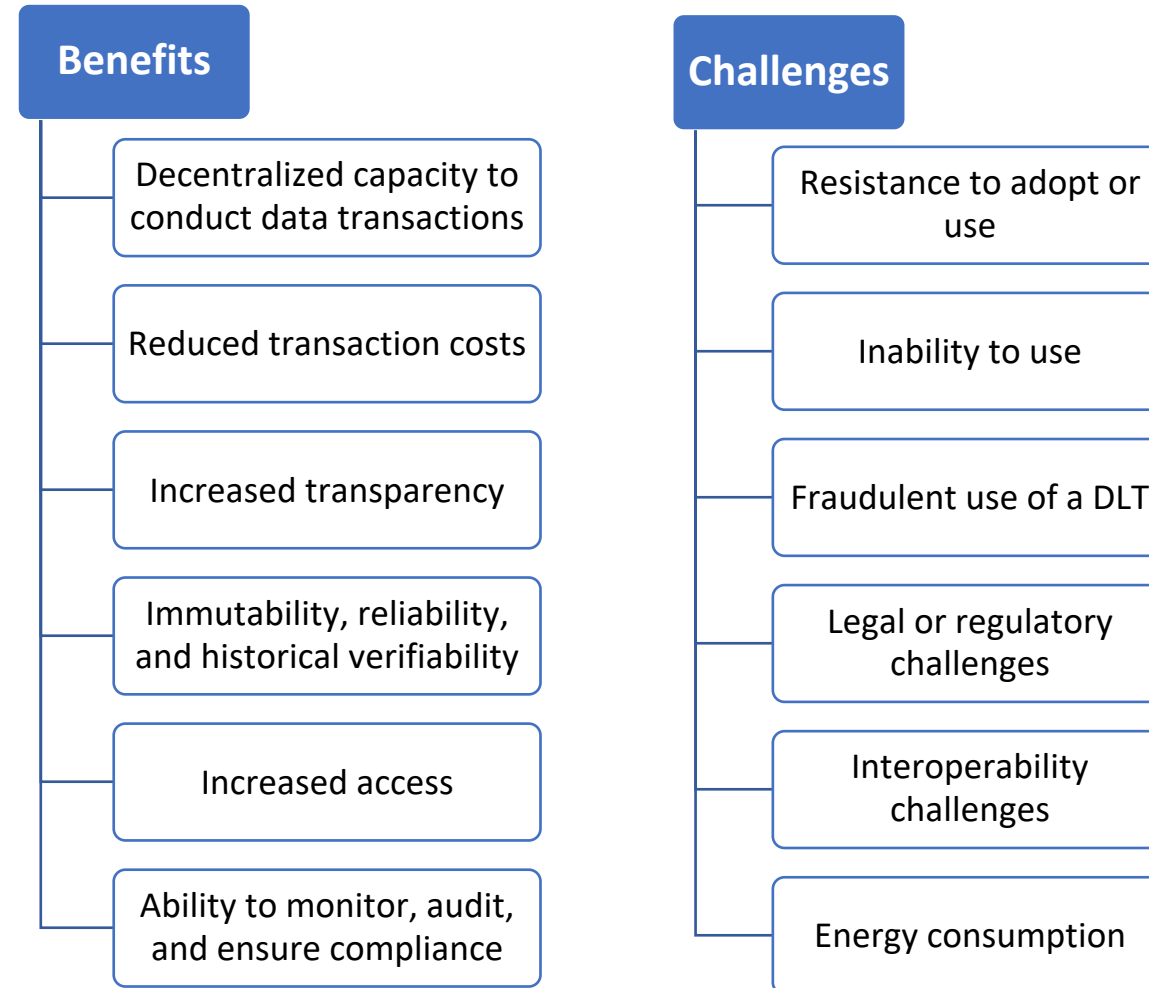 Benefits
Decentralized capacity to
conduct data transactions
Reduced transaction costs
Increased transparency
Immutability, reliability,
and historical verifiability
Increased access
Ability to monitor, audit,
and ensure compliance
Challenges
Resistance to adopt or
use
Inability to use
Fraudulent use of a DLT
Legal or regulatory
challenges
Interoperability
challenges
Energy consumption